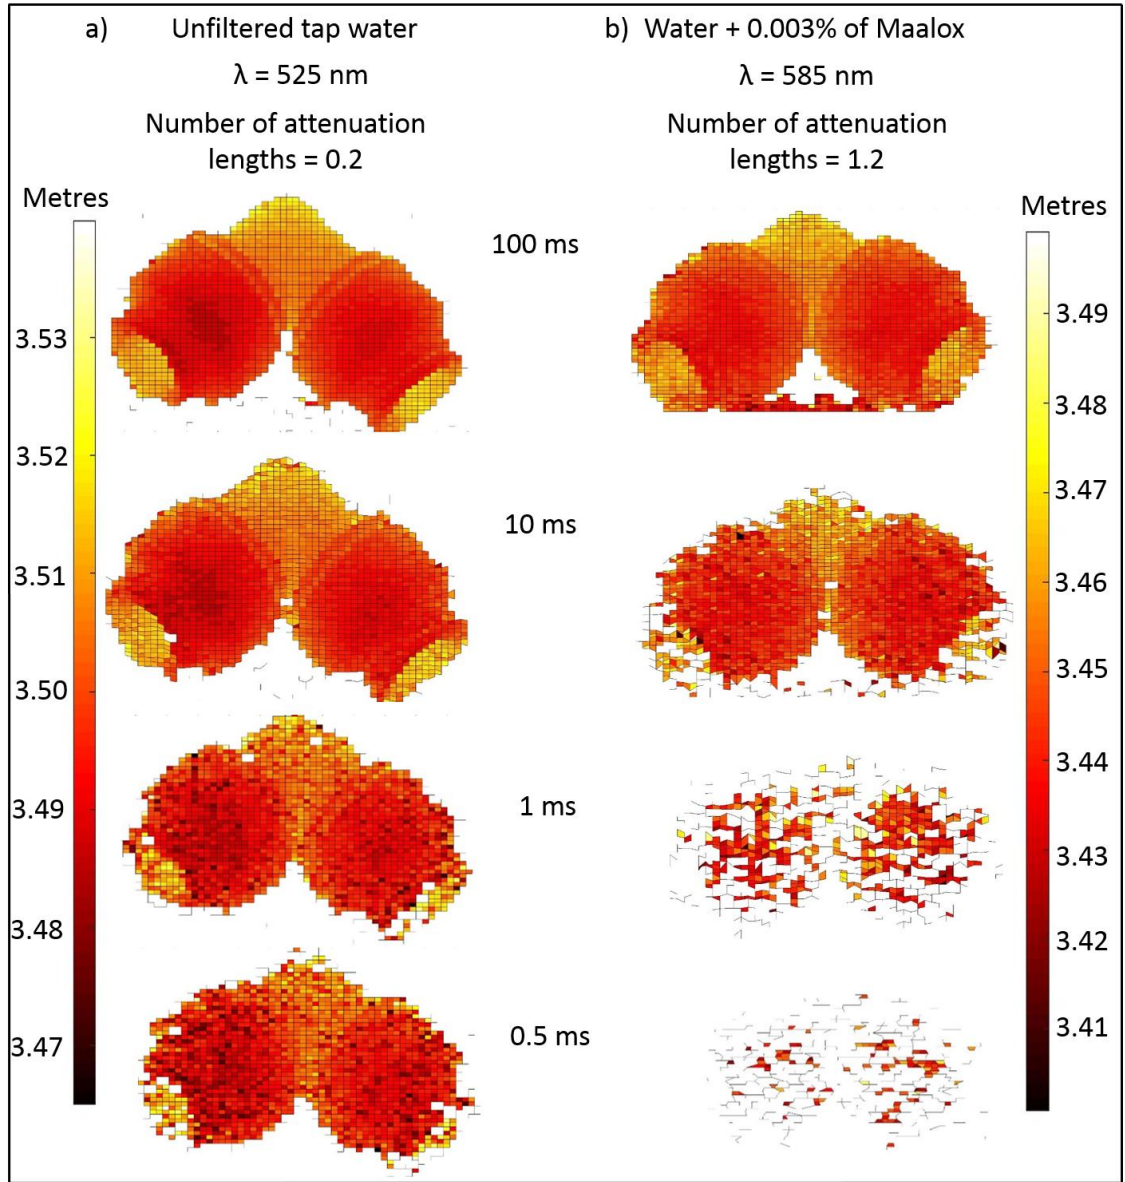 a) Unfiltered tap water
λ = 525 nm
Number of attenuation
lengths = 0.2
b) Water + 0.003% of Maalox
λ = 585 nm
Number of attenuation
lengths = 1.2
Metres
3.53
3.52
3.51
3.50
3.49
3.48
3.47
100 ms
10 ms
1 ms
0.5 ms
Metres
3.49
3.48
3.47
3.46
3.45
3.44
3.43
3.42
3.41